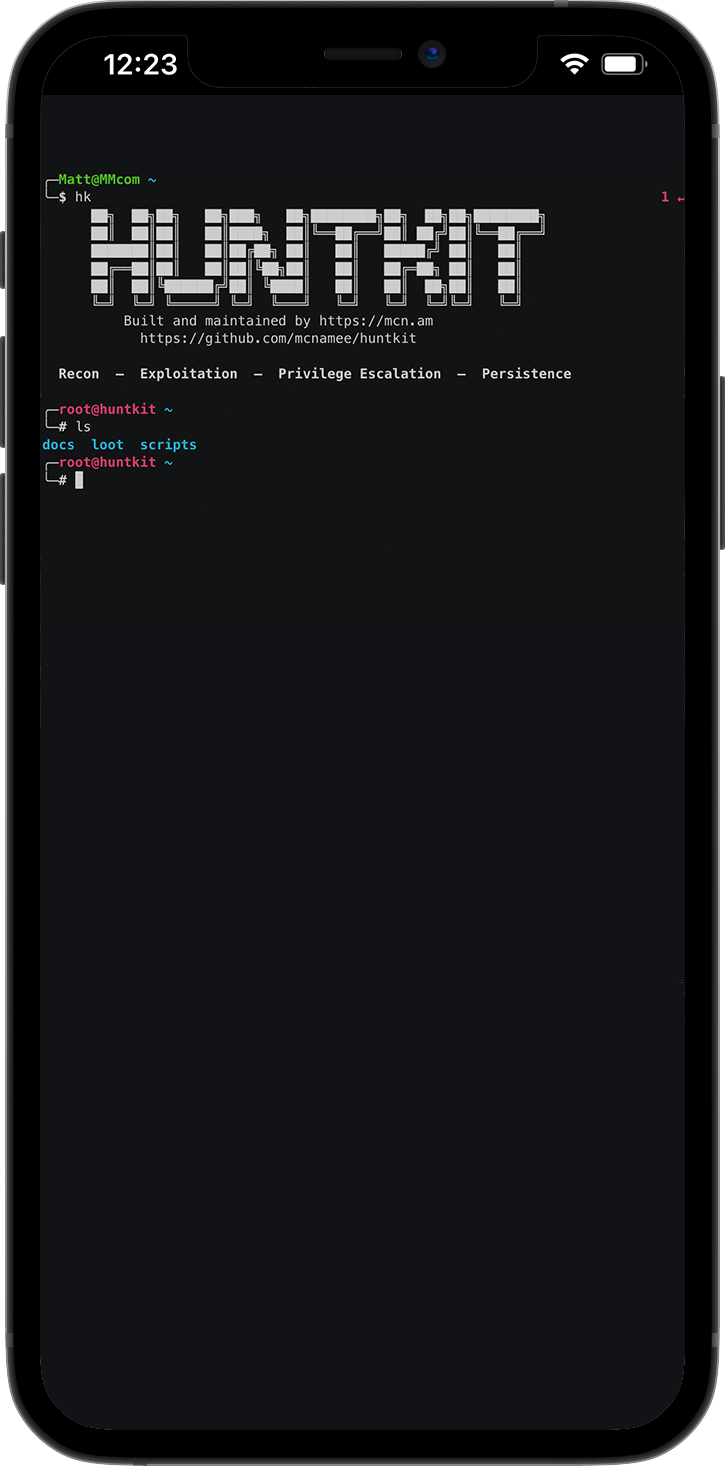 12:23
╭─Matt@MMcom ~
╰─$ hk 1 ↵
HUNTKIT
Built and maintained by https://mcn.am
https://github.com/mcnamee/huntkit
Recon — Exploitation — Privilege Escalation — Persistence
╭─root@huntkit ~
╰─# ls
docs loot scripts
╭─root@huntkit ~
╰─#